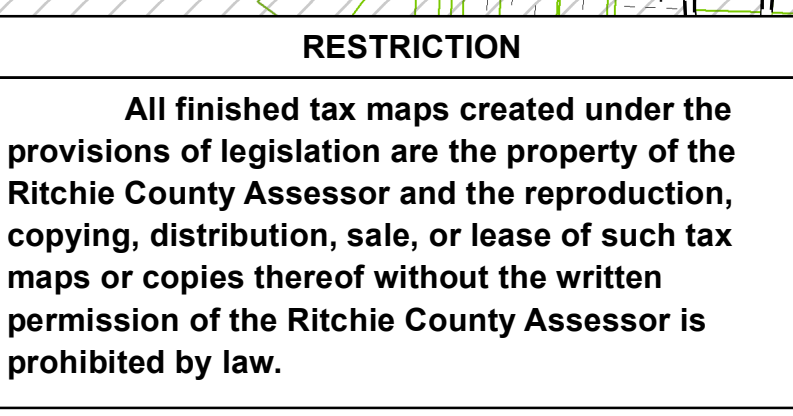 RESTRICTION
All finished tax maps created under the
provisions of legislation are the property of the
Ritchie County Assessor and the reproduction,
copying, distribution, sale, or lease of such tax
maps or copies thereof without the written
permission of the Ritchie County Assessor is
prohibited by law.